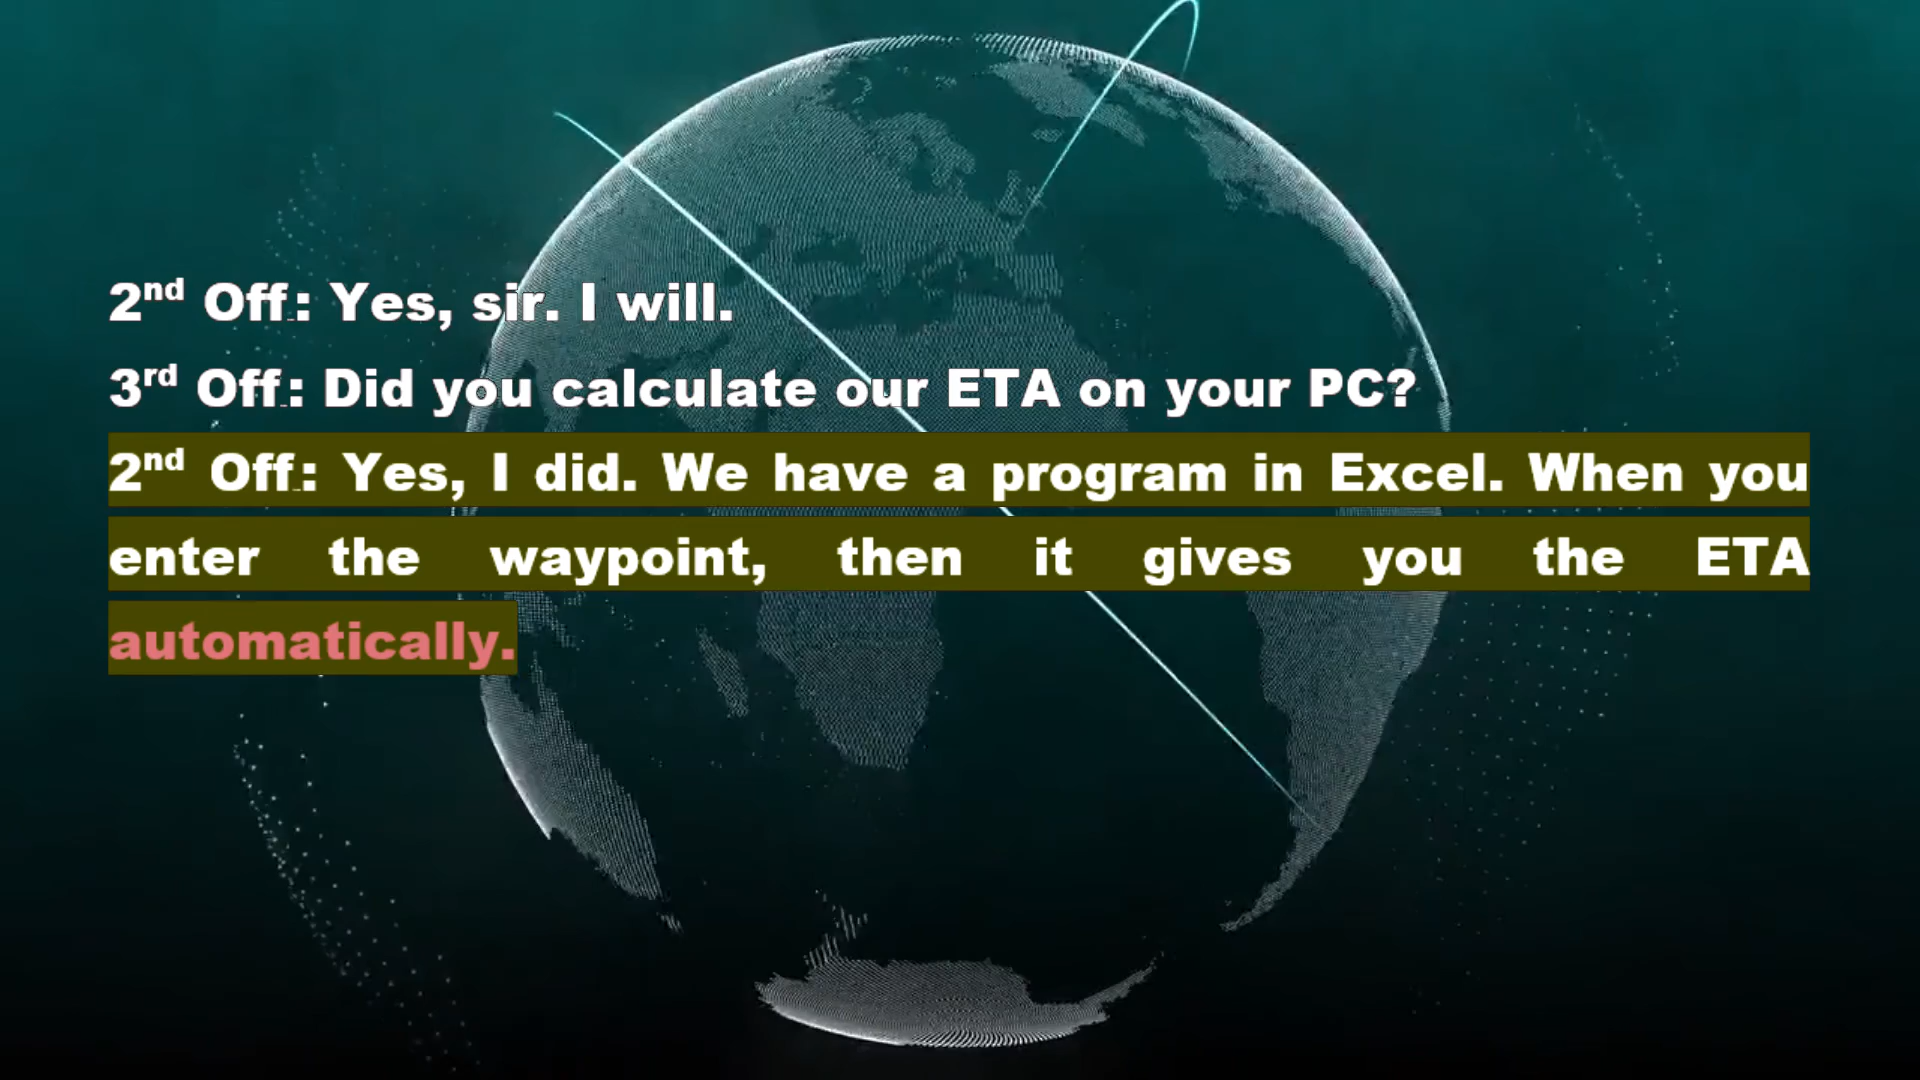 2nd Off.: Yes, sir. I will.
3rd Off.: Did you calculate our ETA on your PC?
2nd Off.: Yes, I did. We have a program in Excel. When you
enter the waypoint, then it gives you the ETA
automatically.